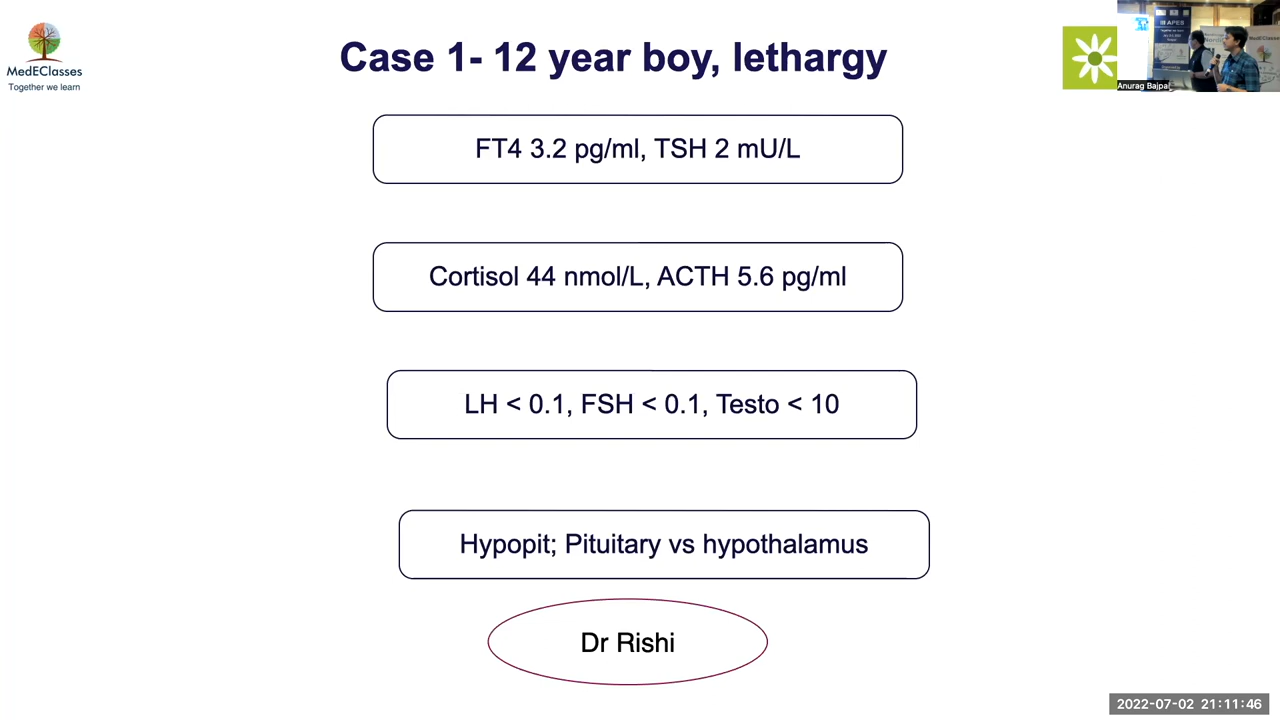 MedEClasses
Together we learn
Case 1- 12 year boy, lethargy
III APES
Anurag Bajpai
FT4 3.2 pg/ml, TSH 2 mU/L
Cortisol 44 nmol/L, ACTH 5.6 pg/ml
LH < 0.1, FSH < 0.1, Testo < 10
Hypopit; Pituitary vs hypothalamus
Dr Rishi
2022-07-02 21:11:46